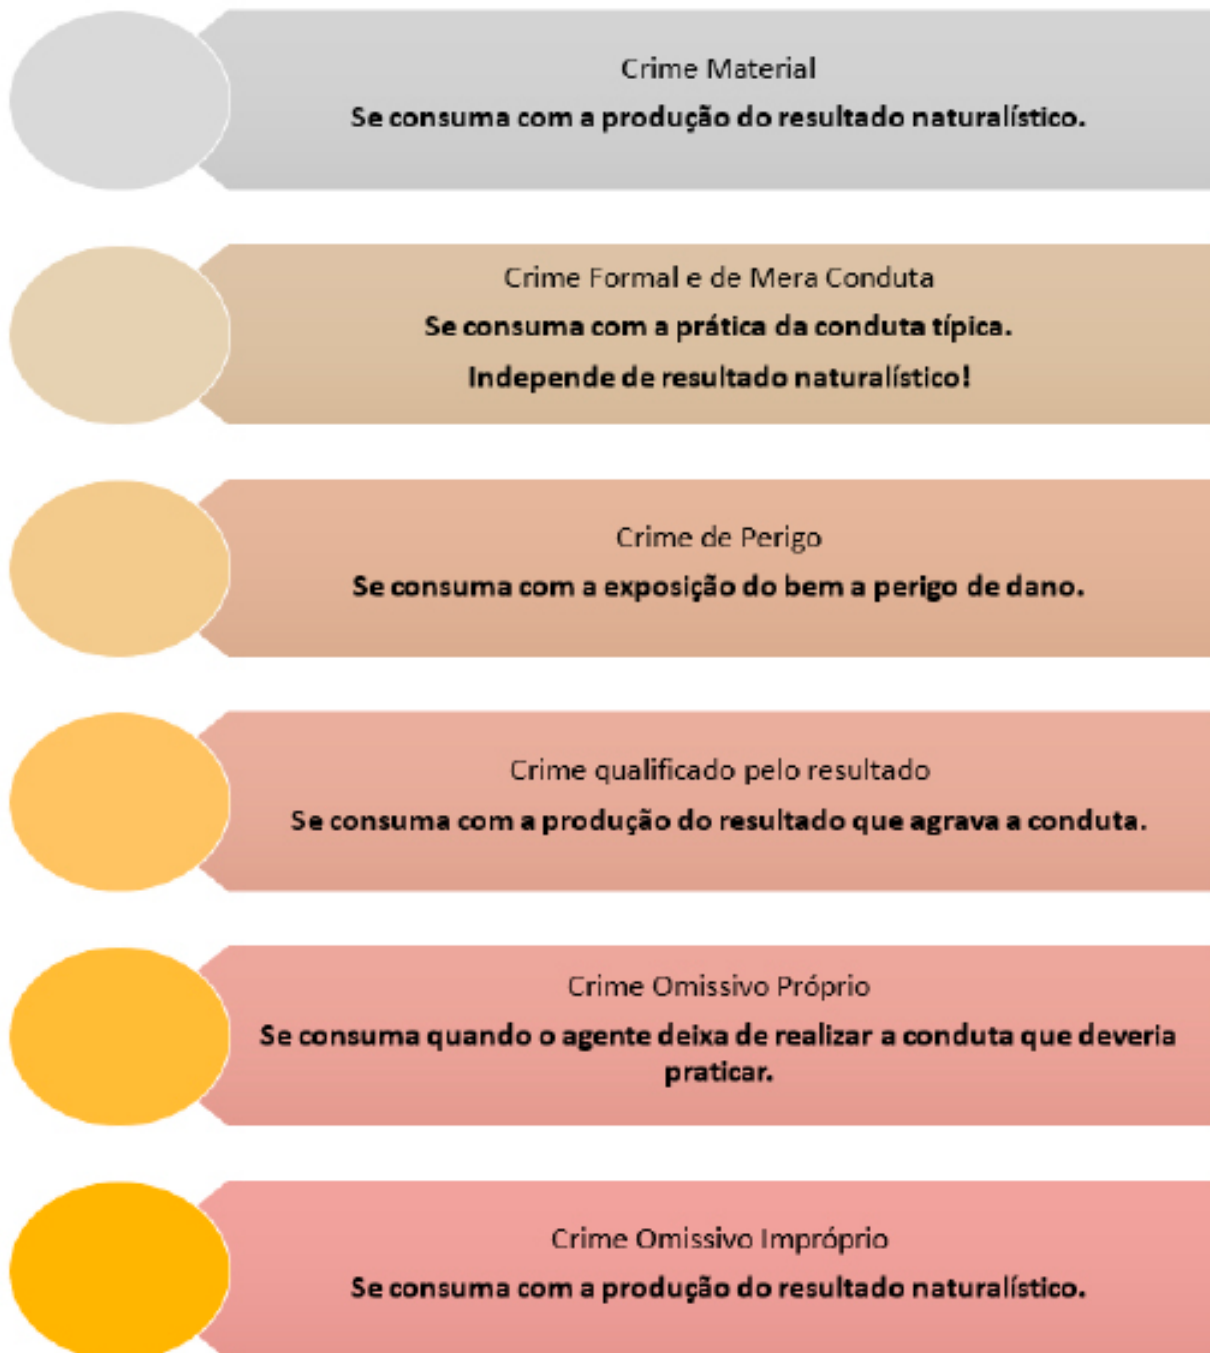 Crime Material
Se consuma com a produção do resultado naturalístico.
Crime Formal e de Mera Conduta
Se consuma com a prática da conduta típica.
Independe de resultado naturalístico!
Crime de Perigo
Se consuma com a exposição do bem a perigo de dano.
Crime qualificado pelo resultado
Se consuma com a produção do resultado que agrava a conduta.
Crime Omissivo Próprio
Se consuma quando o agente deixa de realizar a conduta que deveria
praticar.
Crime Omissivo Impróprio
Se consuma com a produção do resultado naturalístico.